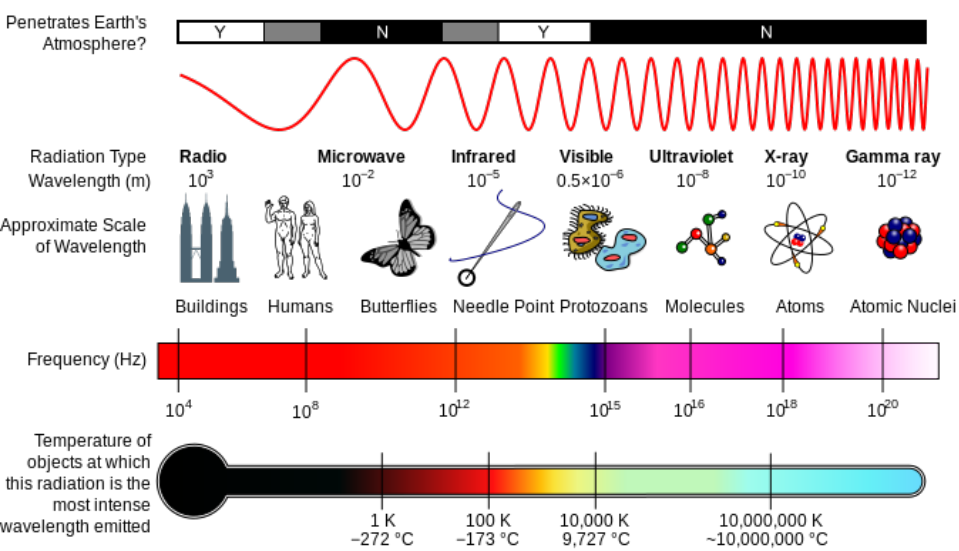 Penetrates Earth's
Atmosphere?
Y N Y N
Radiation Type
Radio Microwave Infrared Visible Ultraviolet X-ray Gamma ray
Wavelength (m)
10³ 10⁻² 10⁻⁵ 0.5×10⁻⁶ 10⁻⁸ 10⁻¹⁰ 10⁻¹²
Approximate Scale
of Wavelength
Buildings Humans Butterflies Needle Point Protozoans Molecules Atoms Atomic Nuclei
Frequency (Hz)
10⁴ 10⁸ 10¹² 10¹⁵ 10¹⁶ 10¹⁸ 10²⁰
Temperature of
objects at which
this radiation is the
most intense
wavelength emitted
1 K 100 K 10,000 K 10,000,000 K
−272 °C −173 °C 9,727 °C ~10,000,000 °C